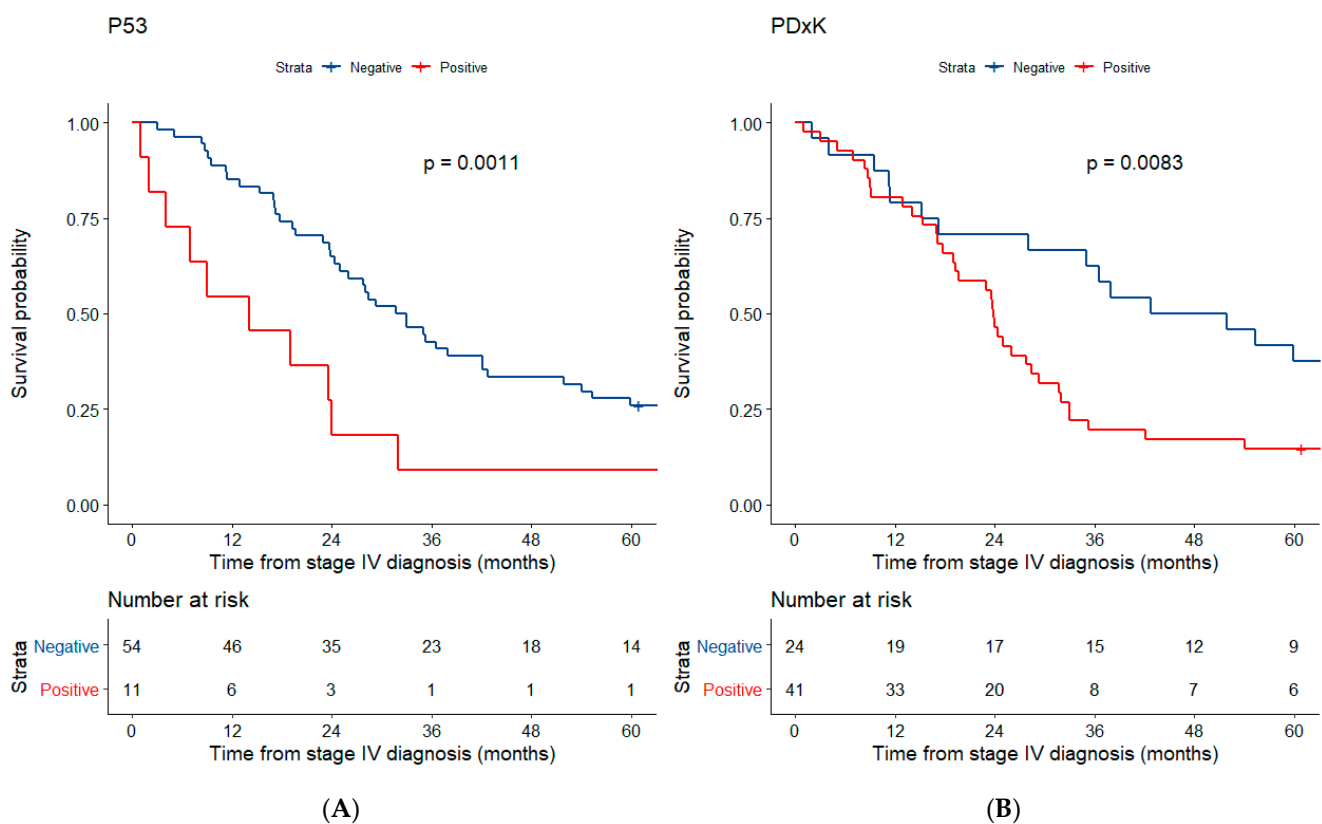 P53
Strata Negative Positive
1.00
p = 0.0011
0.75
Survival probability
0.50
0.25
0.00
0 12 24 36 48 60
Time from stage IV diagnosis (months)
Number at risk
Strata
Negative 54 46 35 23 18 14
Positive 11 6 3 1 1 1
0 12 24 36 48 60
Time from stage IV diagnosis (months)
(A)
PDxK
Strata Negative Positive
1.00
p = 0.0083
0.75
Survival probability
0.50
0.25
0.00
0 12 24 36 48 60
Time from stage IV diagnosis (months)
Number at risk
Strata
Negative 24 19 17 15 12 9
Positive 41 33 20 8 7 6
0 12 24 36 48 60
Time from stage IV diagnosis (months)
(B)